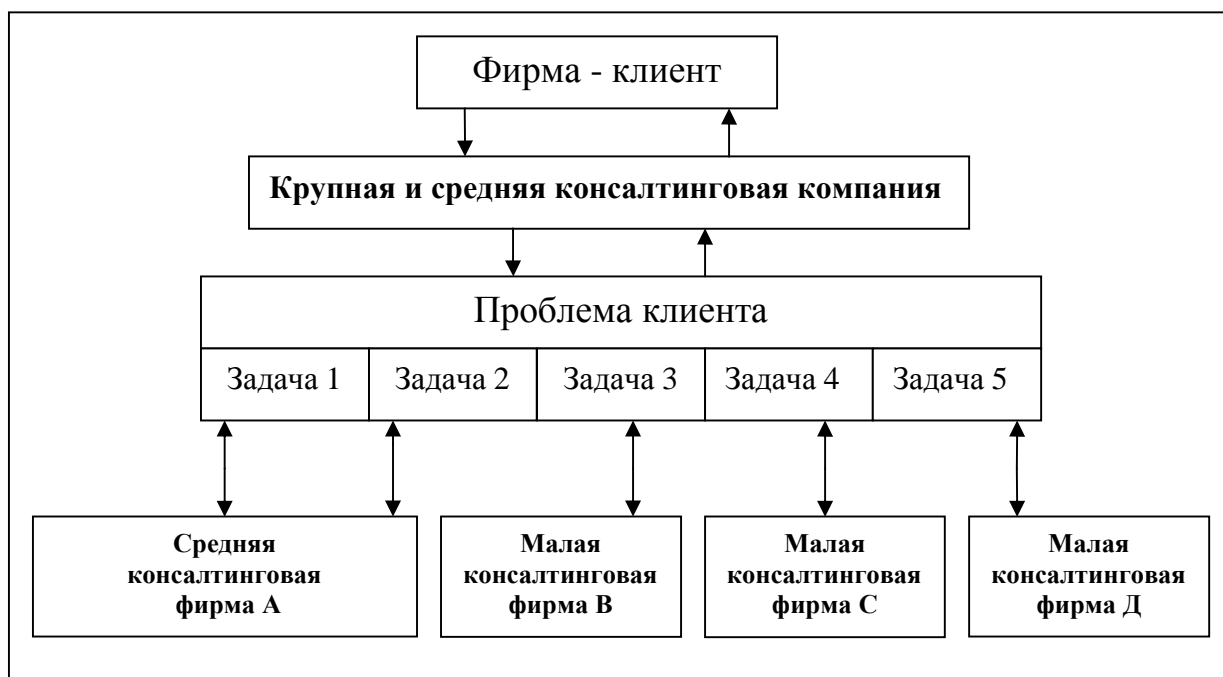 Фирма - клиент
Крупная и средняя консалтинговая компания
Проблема клиента
Задача 1
Задача 2
Задача 3
Задача 4
Задача 5
Средняя
консалтинговая
фирма А
Малая
консалтинговая
фирма В
Малая
консалтинговая
фирма С
Малая
консалтинговая
фирма Д